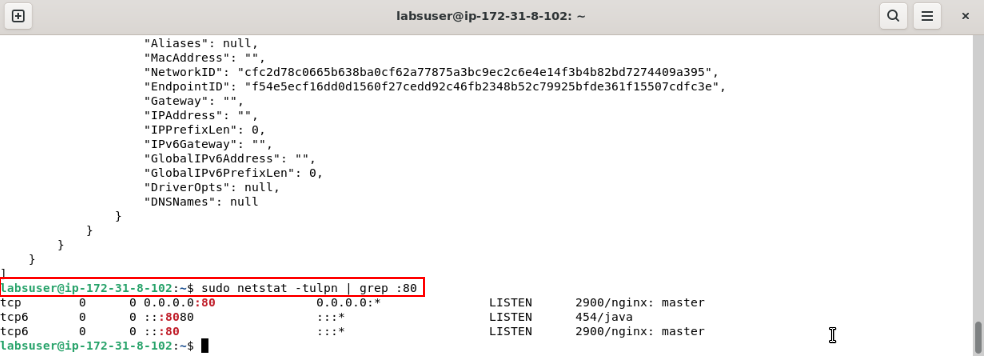 labsuser@ip-172-31-8-102: ~
"Aliases": null,
"MacAddress": "",
"NetworkID": "cfc2d78c0665b638ba0cf62a77875a3bc9ec2c6e4e14f3b4b82bd7274409a395",
"EndpointID": "f54e5ecf16dd0d1560f27cedd92c46fb2348b52c79925bfde361f15507cdfc3e",
"Gateway": "",
"IPAddress": "",
"IPPrefixLen": 0,
"IPv6Gateway": "",
"GlobalIPv6Address": "",
"GlobalIPv6PrefixLen": 0,
"DriverOpts": null,
"DNSNames": null
}
}
}
}
]
labsuser@ip-172-31-8-102:~$ sudo netstat -tulpn | grep :80
tcp 0 0 0.0.0.0:80 0.0.0.0:* LISTEN 2900/nginx: master
tcp6 0 0 :::8080 :::* LISTEN 454/java
tcp6 0 0 :::80 :::* LISTEN 2900/nginx: master
labsuser@ip-172-31-8-102:~$